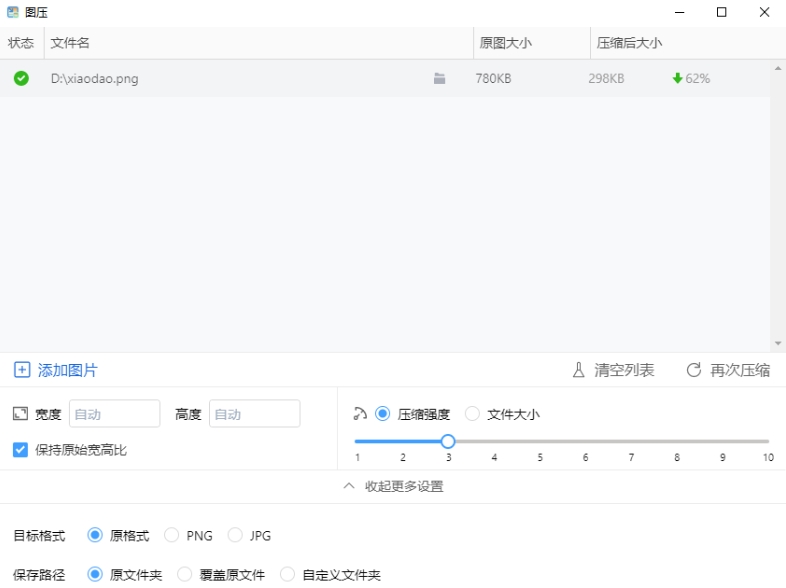 图压
状态 文件名 原图大小 压缩后大小
D:\xiaodao.png 780KB 298KB 62%
添加图片 清空列表 再次压缩
宽度 自动 高度 自动 压缩强度 文件大小
保持原始宽高比
1 2 3 4 5 6 7 8 9 10
收起更多设置
目标格式 原格式 PNG JPG
保存路径 原文件夹 覆盖原文件 自定义文件夹